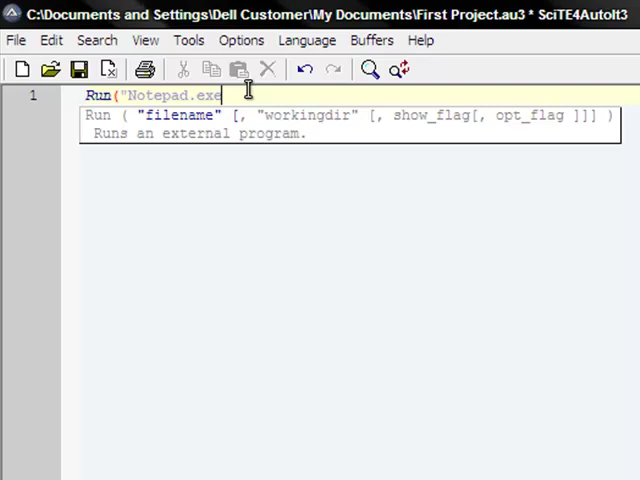 C:\Documents and Settings\Dell Customer\My Documents\First Project.au3 * SciTE4AutoIt3
File Edit Search View Tools Options Language Buffers Help
1 Run("Notepad.exe
Run ( "filename" [, "workingdir" [, show_flag[, opt_flag ]]] )
Runs an external program.